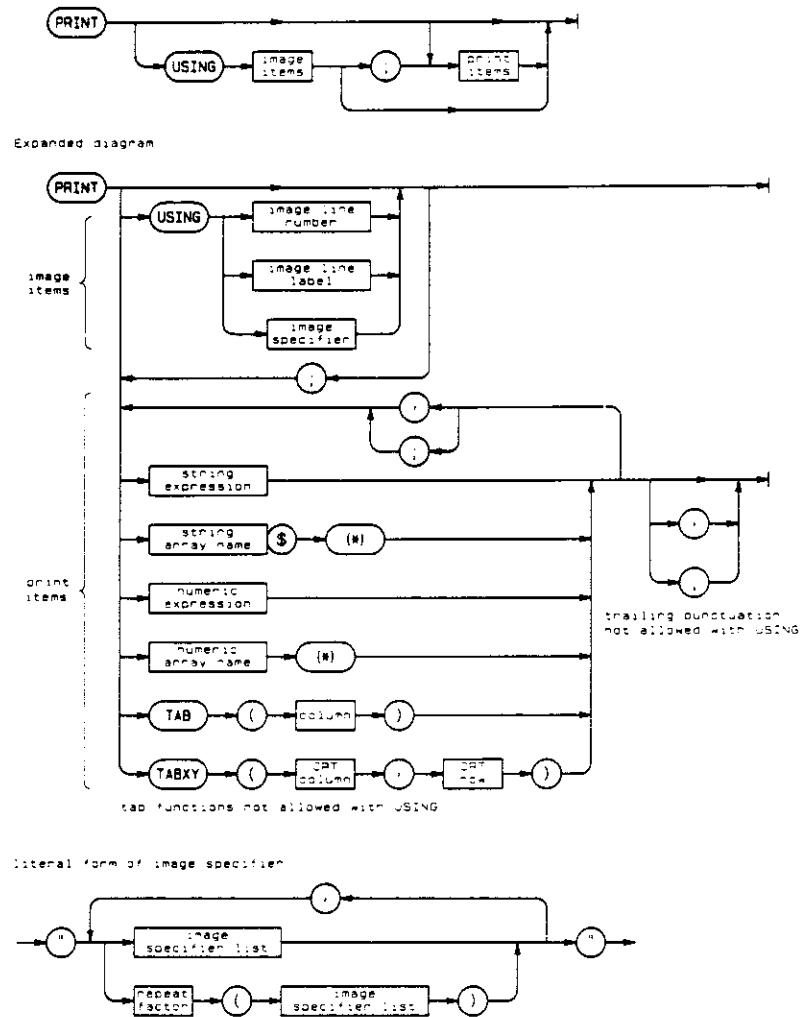 PRINT
USING
image
items
;
print
items
Expanded diagram
PRINT
USING
image line
number
image
items
image line
label
image
specifier
;
,
;
string
expression
string
array name
$
(*)
,
print
items
numeric
expression
;
trailing punctuation
not allowed with USING
numeric
array name
(*)
TAB
(
column
)
TABXY
(
CRT
column
,
CRT
row
)
tab functions not allowed with USING
literal form of image specifier
,
"
image
specifier list
"
repeat
factor
(
image
specifier list
)